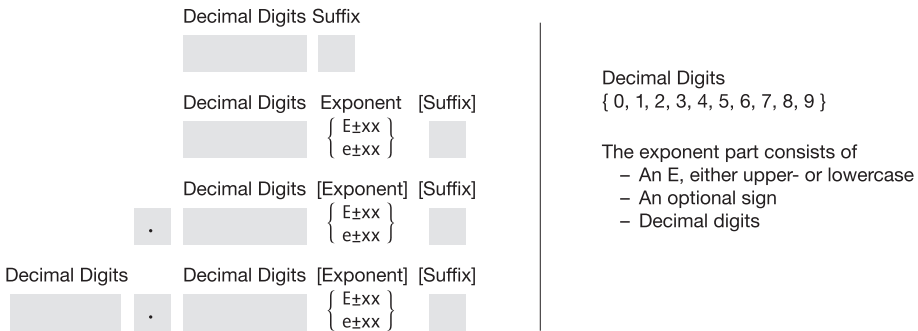 Decimal Digits Suffix
Decimal Digits Exponent [Suffix]
E±xx
e±xx
Decimal Digits [Exponent] [Suffix]
.
E±xx
e±xx
Decimal Digits Decimal Digits [Exponent] [Suffix]
.
E±xx
e±xx
Decimal Digits
{ 0, 1, 2, 3, 4, 5, 6, 7, 8, 9 }
The exponent part consists of
– An E, either upper- or lowercase
– An optional sign
– Decimal digits